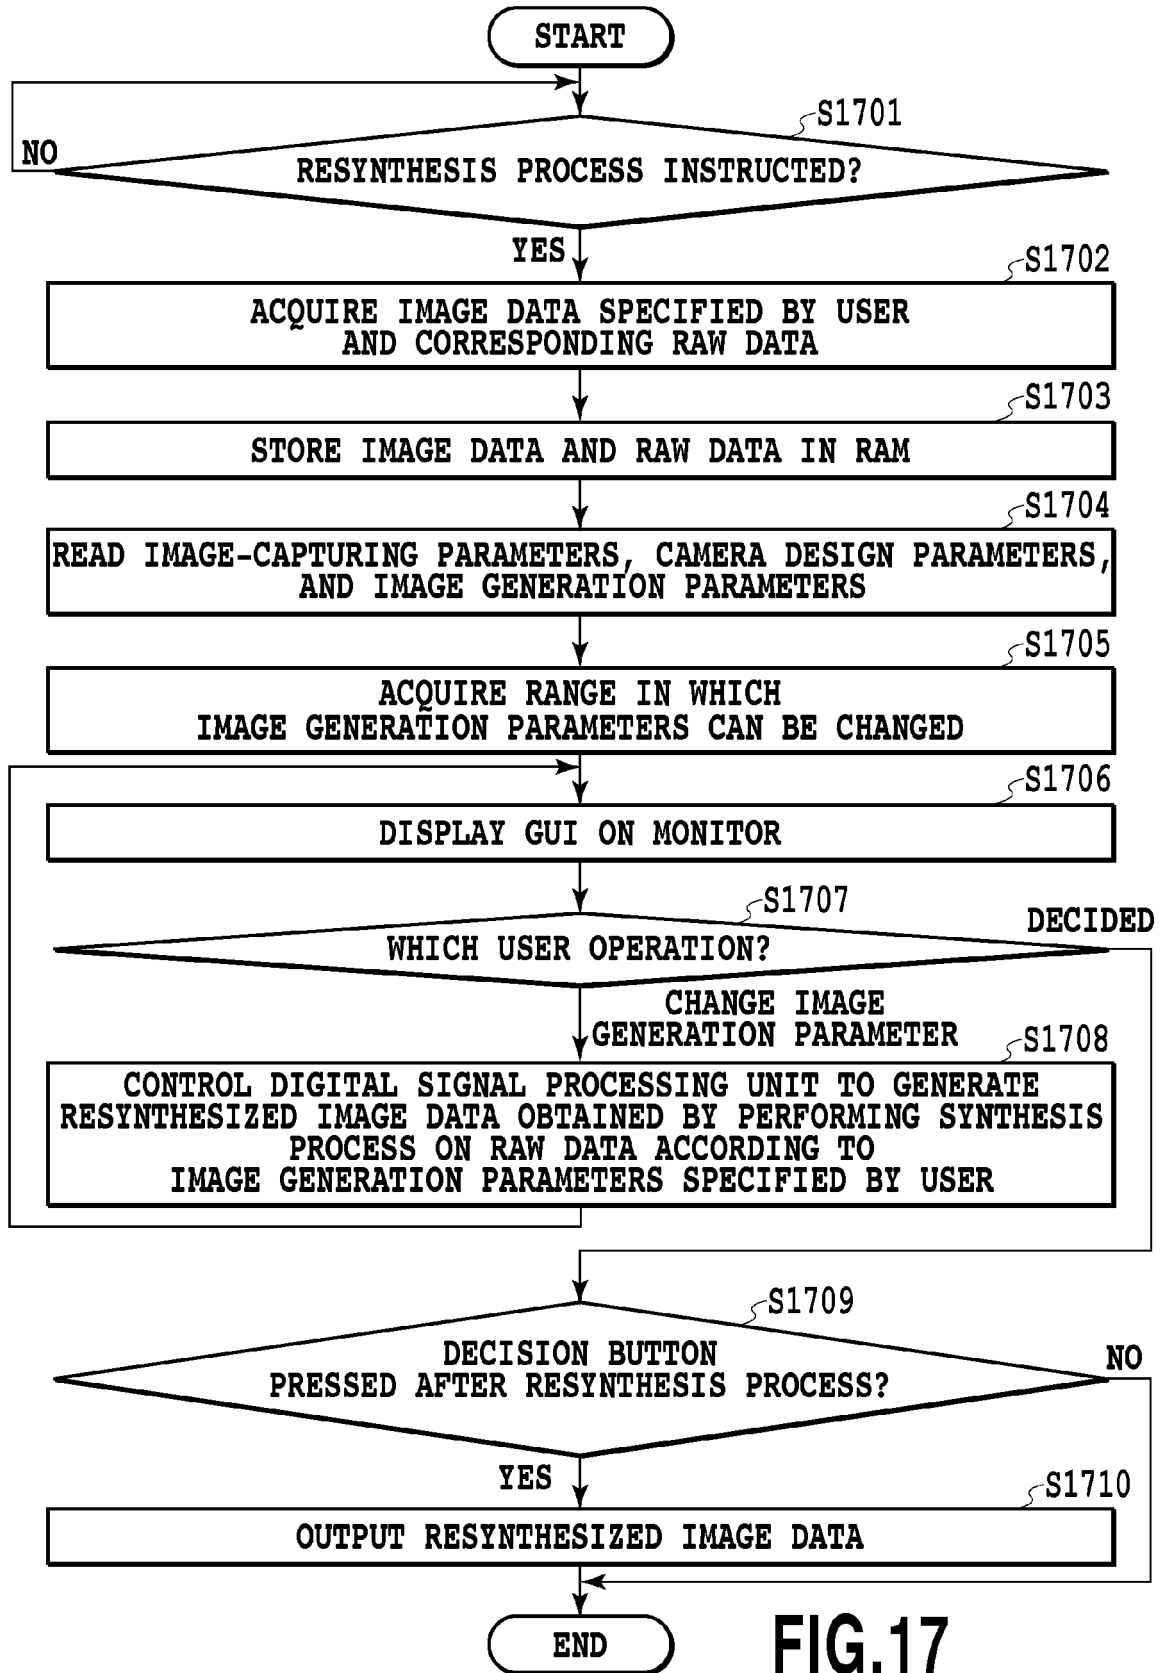 START
S1701
NO
RESYNTHESIS PROCESS INSTRUCTED?
YES
S1702
ACQUIRE IMAGE DATA SPECIFIED BY USER
AND CORRESPONDING RAW DATA
S1703
STORE IMAGE DATA AND RAW DATA IN RAM
S1704
READ IMAGE-CAPTURING PARAMETERS, CAMERA DESIGN PARAMETERS,
AND IMAGE GENERATION PARAMETERS
S1705
ACQUIRE RANGE IN WHICH
IMAGE GENERATION PARAMETERS CAN BE CHANGED
S1706
DISPLAY GUI ON MONITOR
S1707
DECIDED
WHICH USER OPERATION?
CHANGE IMAGE
GENERATION PARAMETER
S1708
CONTROL DIGITAL SIGNAL PROCESSING UNIT TO GENERATE
RESYNTHESIZED IMAGE DATA OBTAINED BY PERFORMING SYNTHESIS
PROCESS ON RAW DATA ACCORDING TO
IMAGE GENERATION PARAMETERS SPECIFIED BY USER
S1709
DECISION BUTTON
PRESSED AFTER RESYNTHESIS PROCESS?
NO
YES
S1710
OUTPUT RESYNTHESIZED IMAGE DATA
END
FIG.17